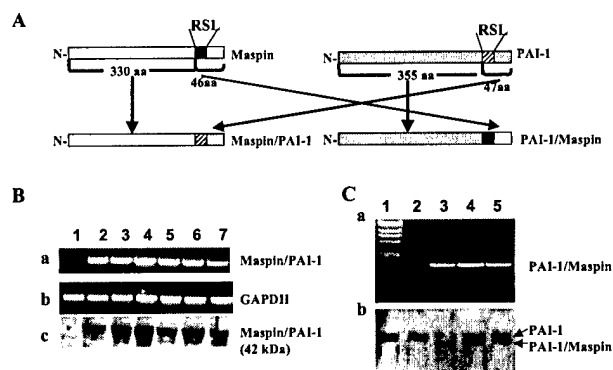 A
RSL
N- Maspin
330 aa
46aa
RSL
N- PAI-1
355 aa
47aa
N- Maspin/PAI-1
N- PAI-1/Maspin
B
1 2 3 4 5 6 7
a Maspin/PAI-1
b GAPDH
c Maspin/PAI-1
(42 kDa)
C
1 2 3 4 5
a
PAI-1/Maspin
b
PAI-1
PAI-1/Maspin